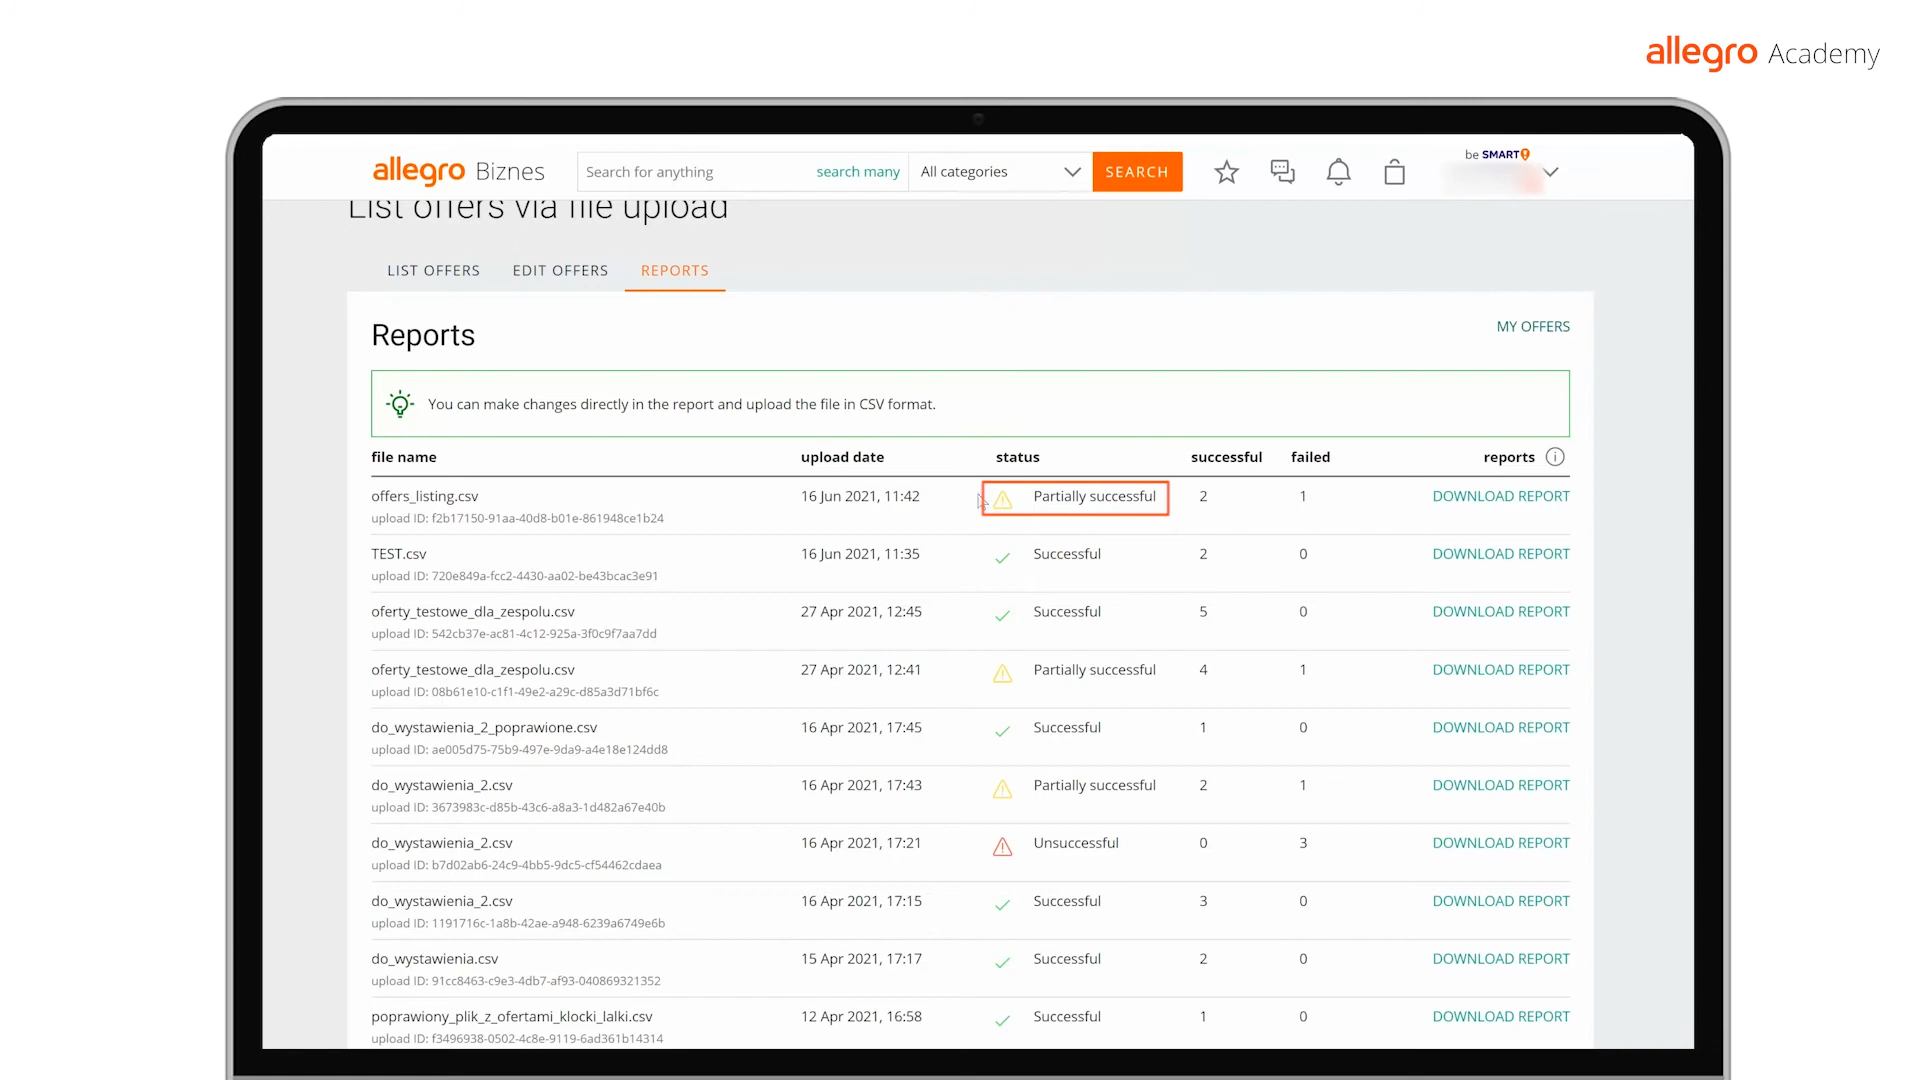 allegro Academy
allegro Biznes
Search for anything
search many
All categories
SEARCH
be SMART!
List offers via file upload
LIST OFFERS
EDIT OFFERS
REPORTS
Reports
MY OFFERS
You can make changes directly in the report and upload the file in CSV format.
file name upload date status successful failed reports
offers_listing.csv 16 Jun 2021, 11:42 Partially successful 2 1 DOWNLOAD REPORT
upload ID: f2b17150-91aa-40d8-b01e-861948ce1b24
TEST.csv 16 Jun 2021, 11:35 Successful 2 0 DOWNLOAD REPORT
upload ID: 720e849a-fcc2-4430-aa02-be43bcac3e91
oferty_testowe_dla_zespolu.csv 27 Apr 2021, 12:45 Successful 5 0 DOWNLOAD REPORT
upload ID: 542cb37e-ac81-4c12-925a-3f0c9f7aa7dd
oferty_testowe_dla_zespolu.csv 27 Apr 2021, 12:41 Partially successful 4 1 DOWNLOAD REPORT
upload ID: 08b61e10-c1f1-49e2-a29c-d85a3d71bf6c
do_wystawienia_2_poprawione.csv 16 Apr 2021, 17:45 Successful 1 0 DOWNLOAD REPORT
upload ID: ae005d75-75b9-497e-9da9-a4e18e124dd8
do_wystawienia_2.csv 16 Apr 2021, 17:43 Partially successful 2 1 DOWNLOAD REPORT
upload ID: 3673983c-d85b-43c6-a8a3-1d482a67e40b
do_wystawienia_2.csv 16 Apr 2021, 17:21 Unsuccessful 0 3 DOWNLOAD REPORT
upload ID: b7d02ab6-24c9-4bb5-9dc5-cf54462cdaea
do_wystawienia_2.csv 16 Apr 2021, 17:15 Successful 3 0 DOWNLOAD REPORT
upload ID: 1191716c-1a8b-42ae-a948-6239a6749e6b
do_wystawienia.csv 15 Apr 2021, 17:17 Successful 2 0 DOWNLOAD REPORT
upload ID: 91cc8463-c9e3-4db7-af93-040869321352
poprawiony_plik_z_ofertami_klocki_lalki.csv 12 Apr 2021, 16:58 Successful 1 0 DOWNLOAD REPORT
upload ID: f3496938-0502-4c8e-9119-6ad361b14314